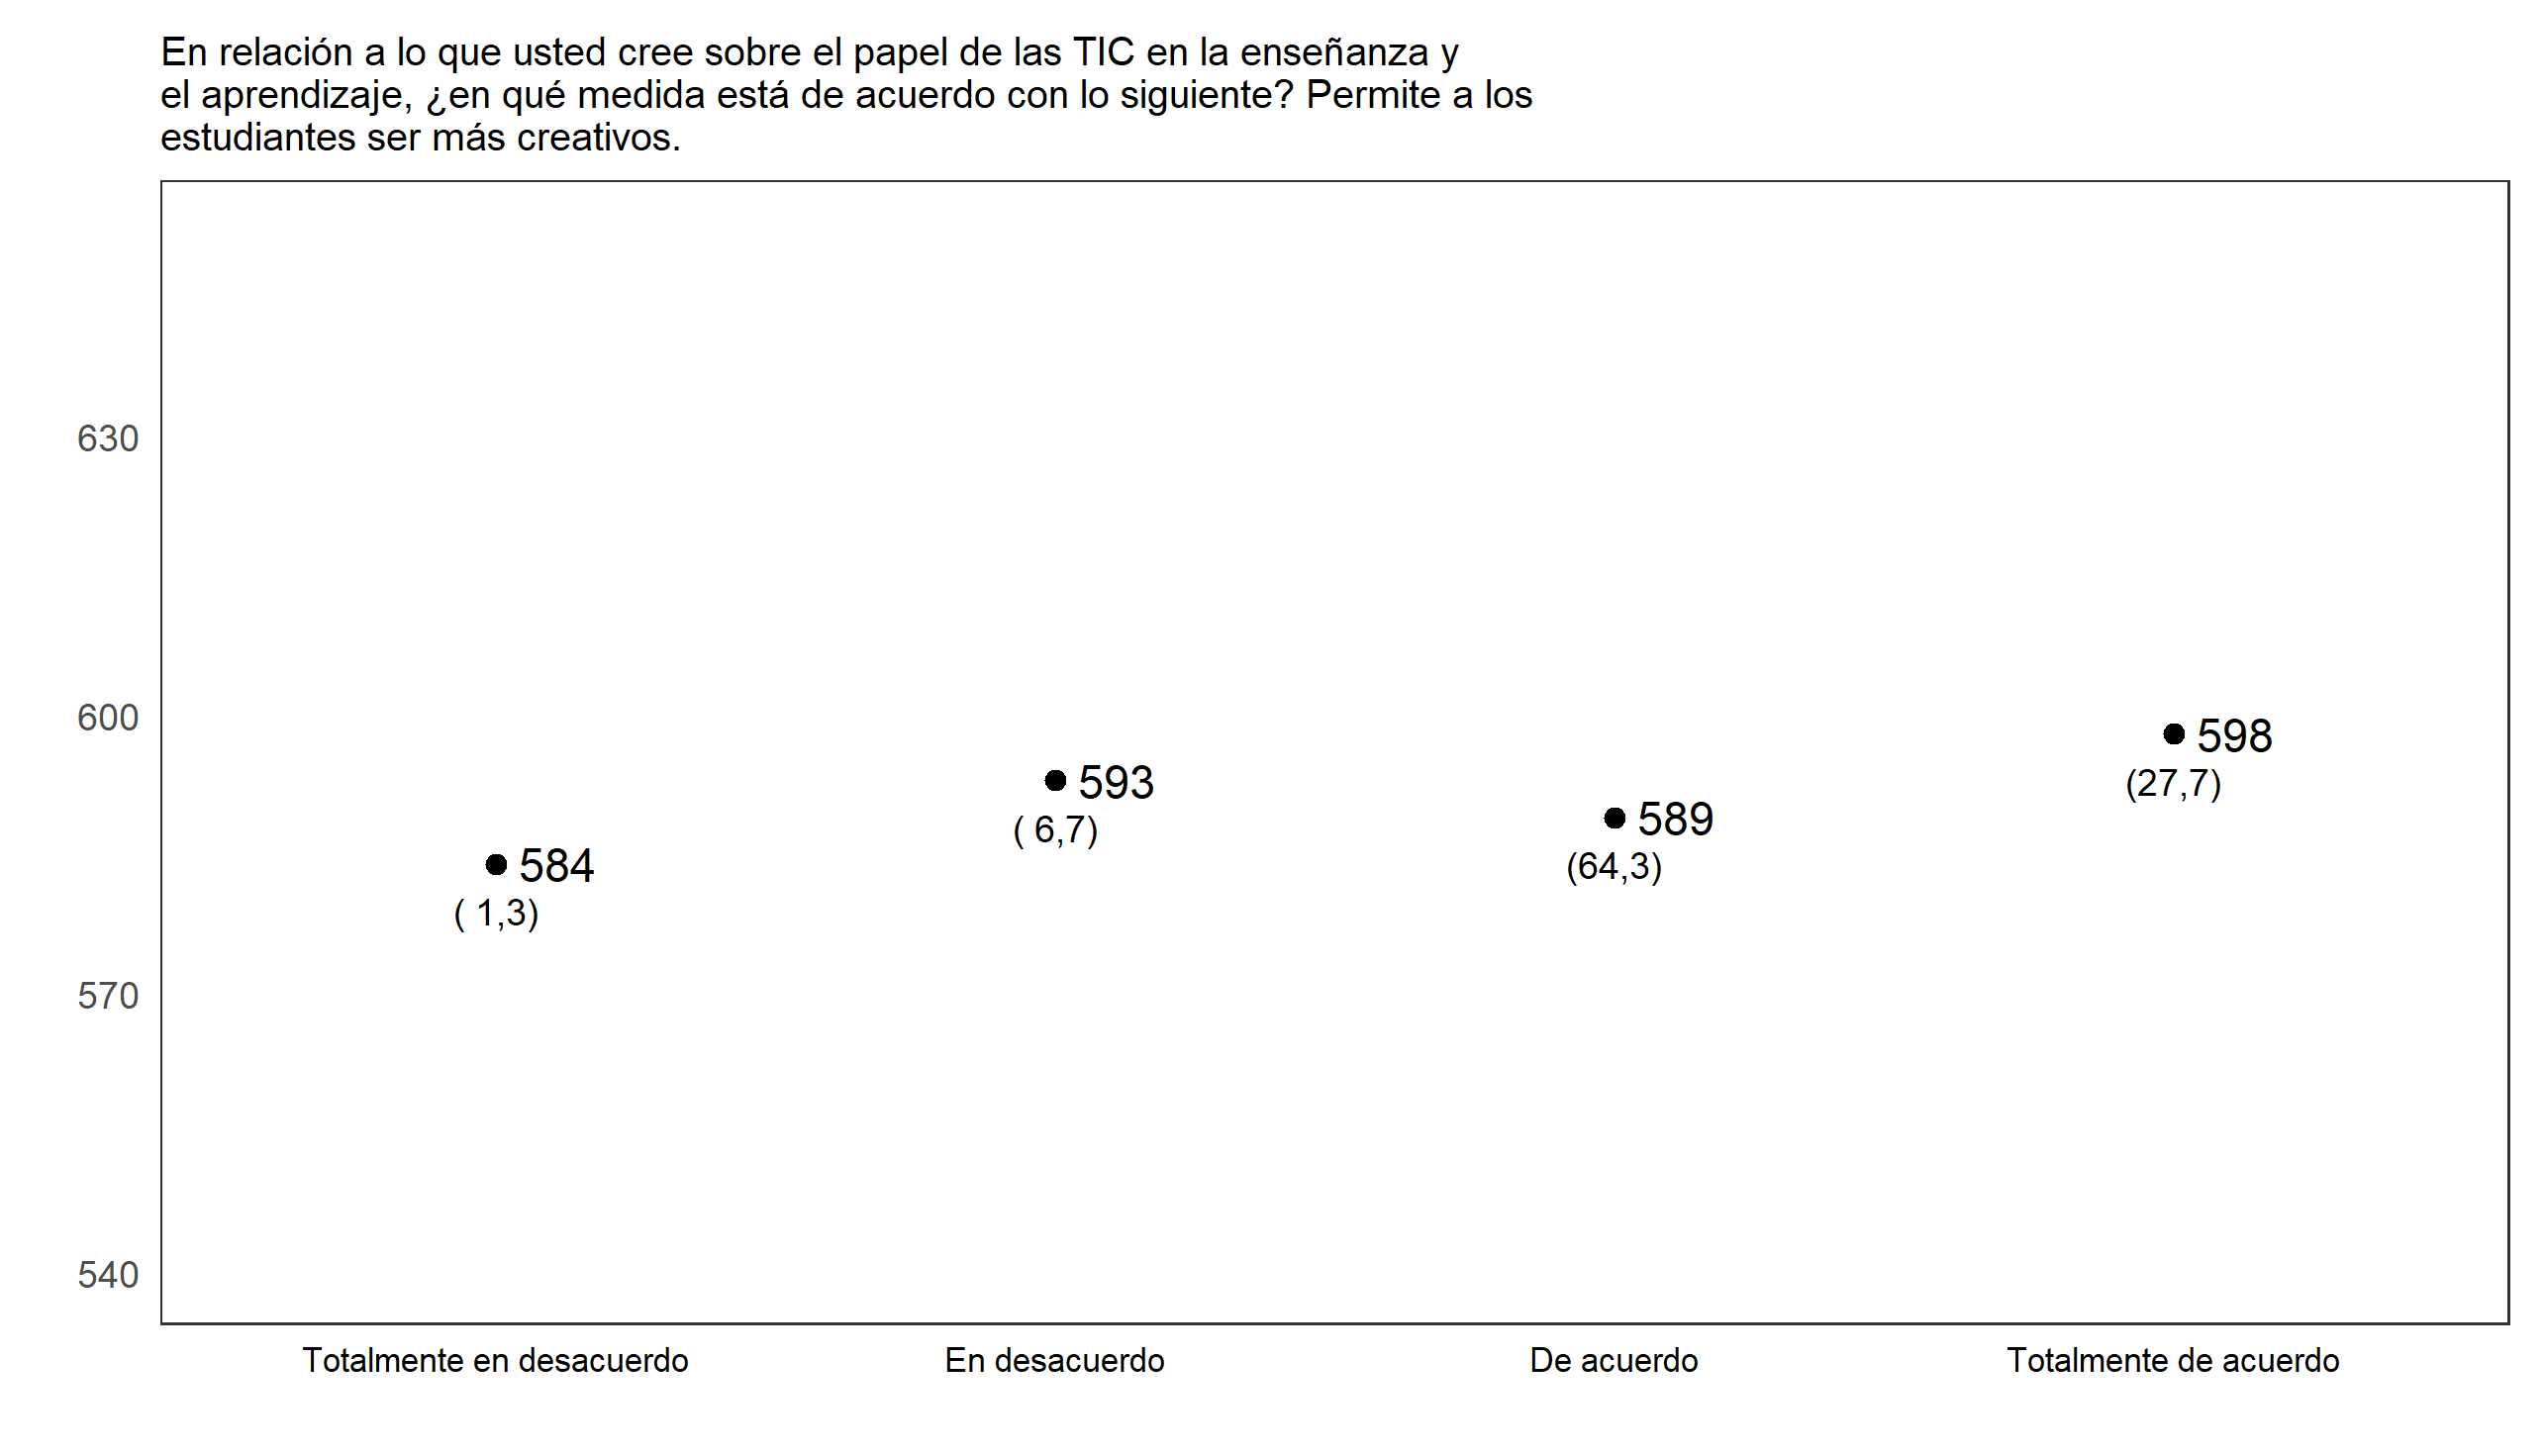 En relación a lo que usted cree sobre el papel de las TIC en la enseñanza y
el aprendizaje, ¿en qué medida está de acuerdo con lo siguiente? Permite a los
estudiantes ser más creativos.
630
600
570
540
584
( 1,3)
593
( 6,7)
589
(64,3)
598
(27,7)
Totalmente en desacuerdo
En desacuerdo
De acuerdo
Totalmente de acuerdo